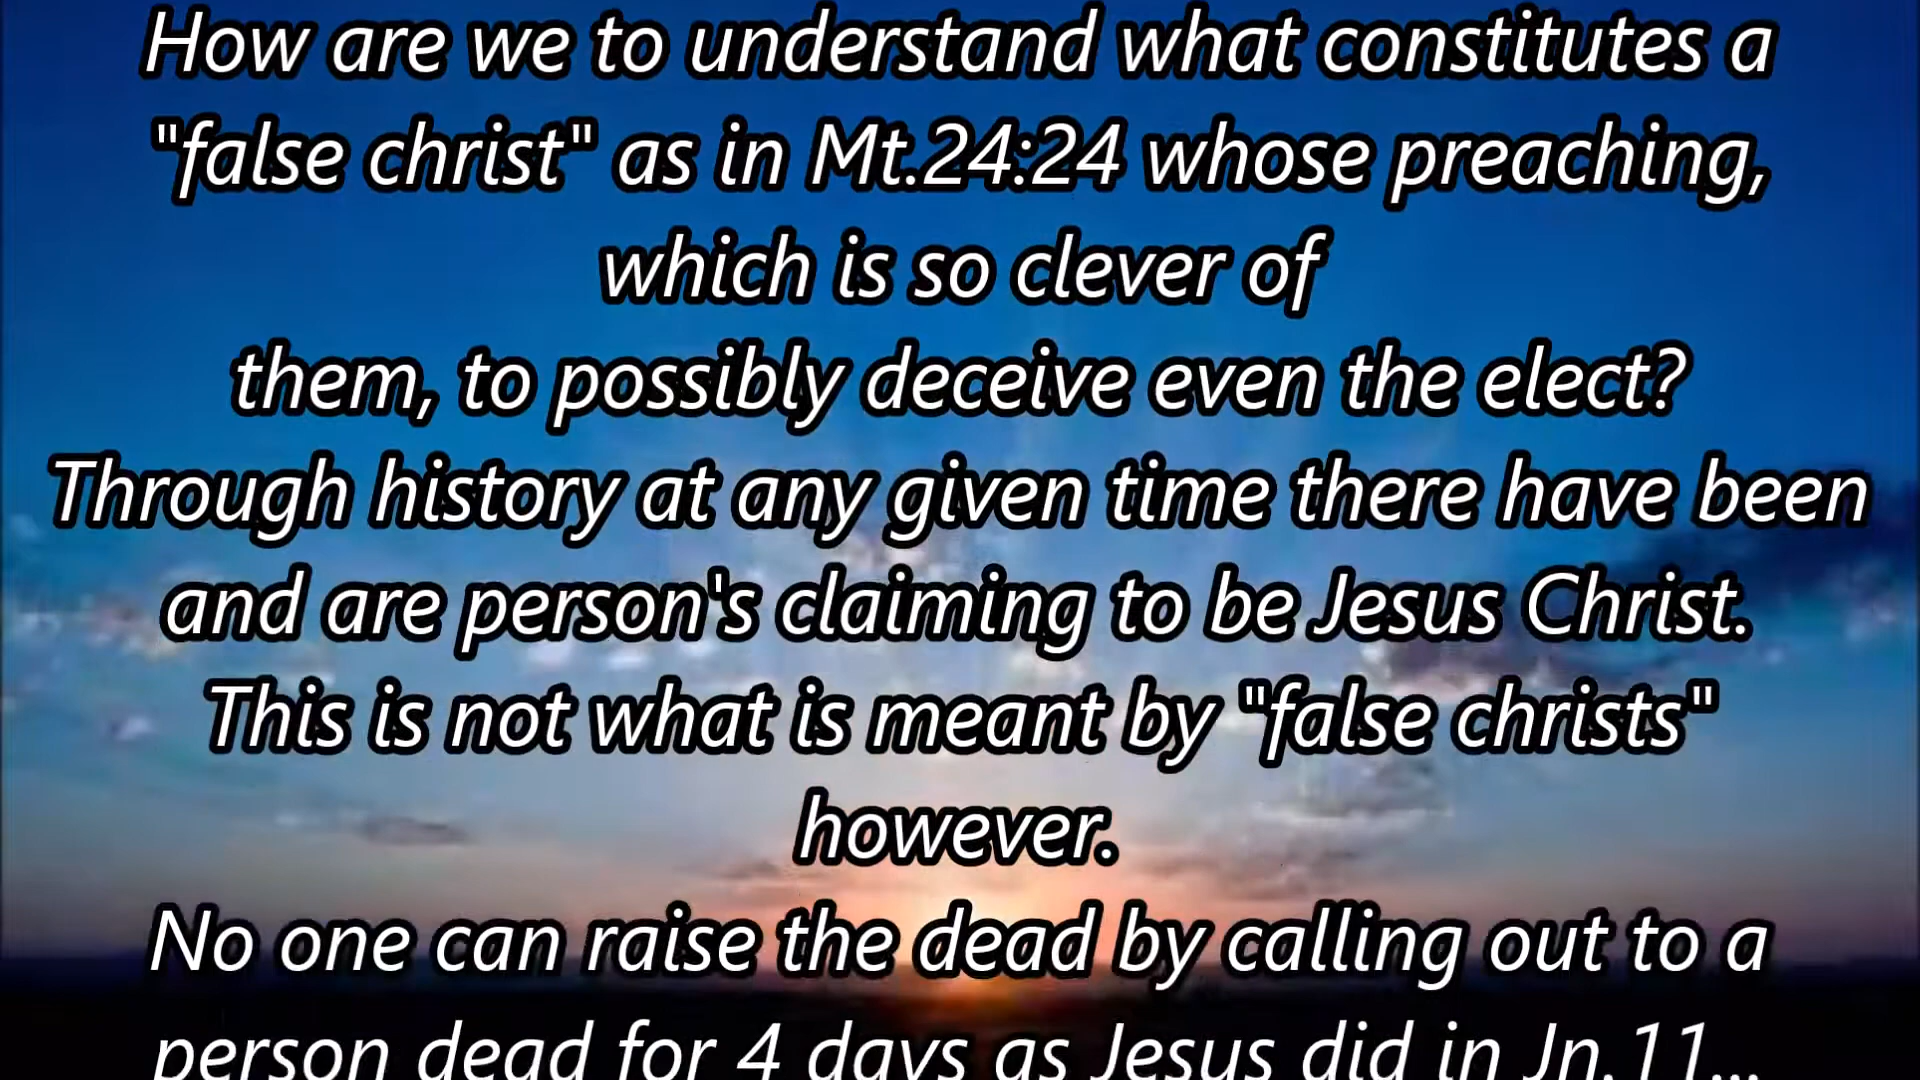 How are we to understand what constitutes a
"false christ" as in Mt.24:24 whose preaching,
which is so clever of
them, to possibly deceive even the elect?
Through history at any given time there have been
and are person's claiming to be Jesus Christ.
This is not what is meant by "false christs"
however.
No one can raise the dead by calling out to a
person dead for 4 days as Jesus did in Jn.11...